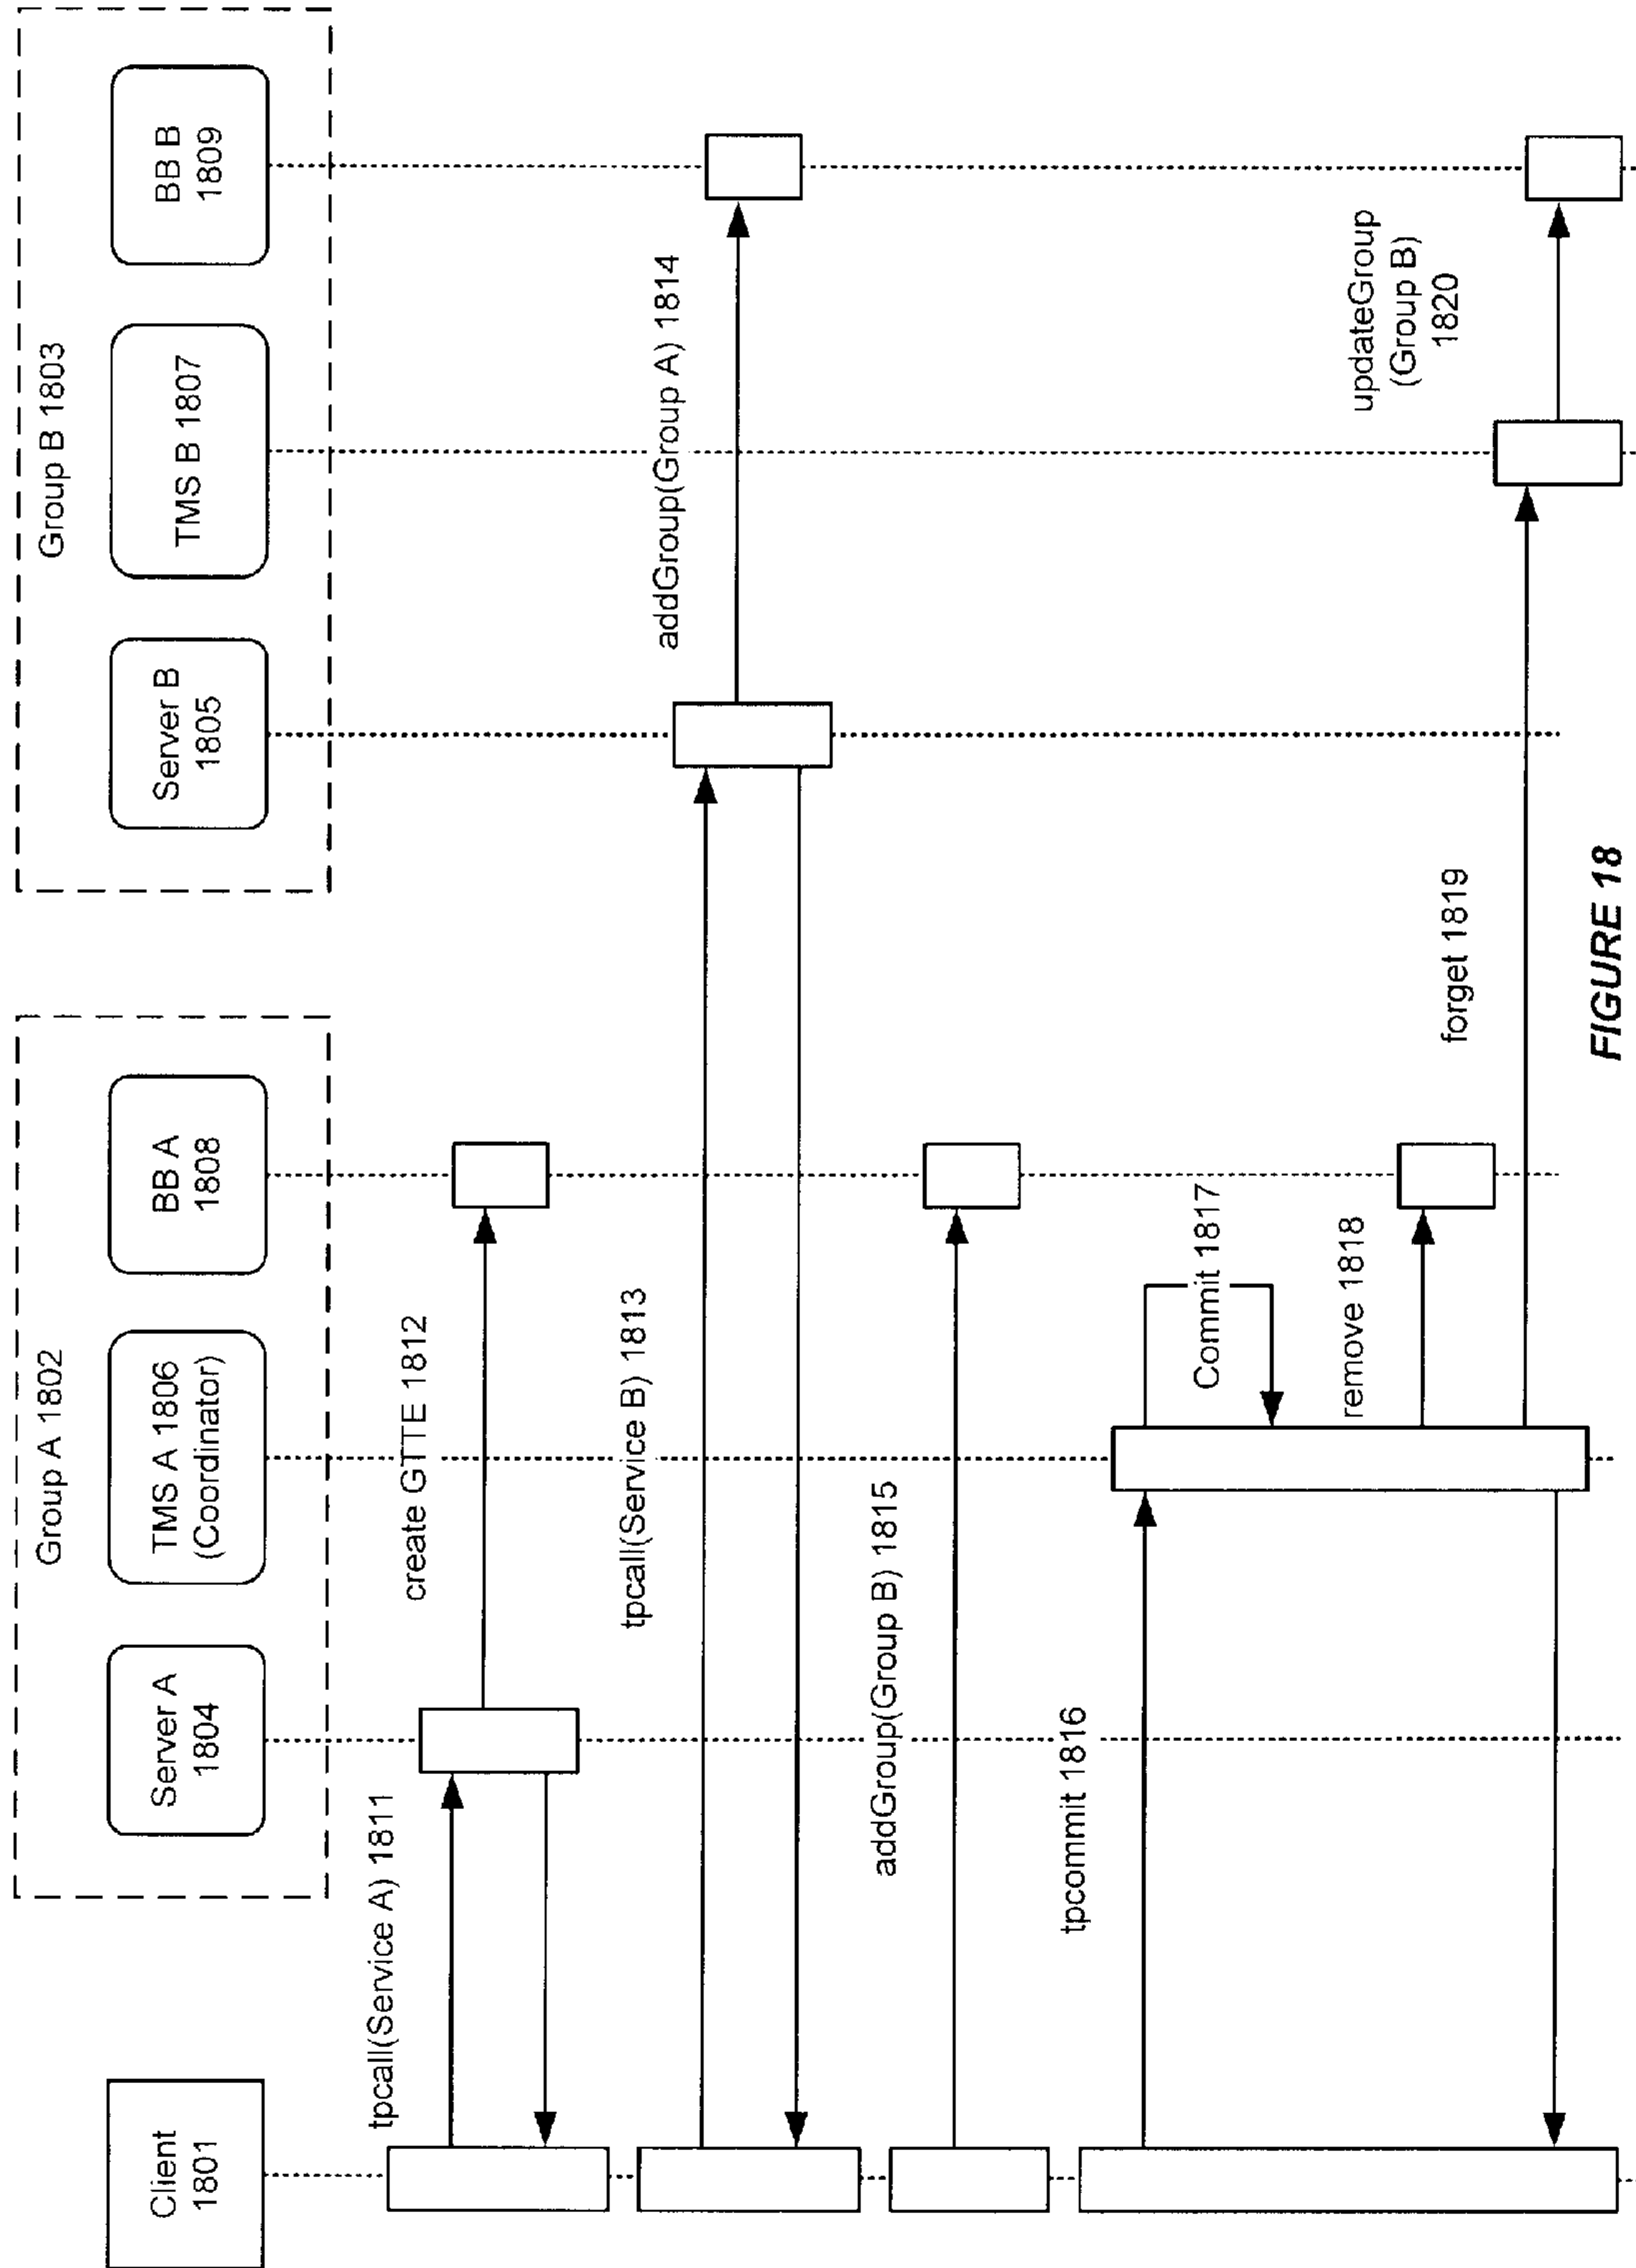 Group A 1802
Group B 1803
Client
1801
Server A
1804
TMS A 1806
(Coordinator)
BB A
1808
Server B
1805
TMS B 1807
BB B
1809
tpcall(Service A) 1811
create GTTE 1812
tpcall(Service B) 1813
addGroup(Group A) 1814
addGroup(Group B) 1815
tpcommit 1816
Commit 1817
remove 1818
forget 1819
updateGroup
(Group B)
1820
FIGURE 18